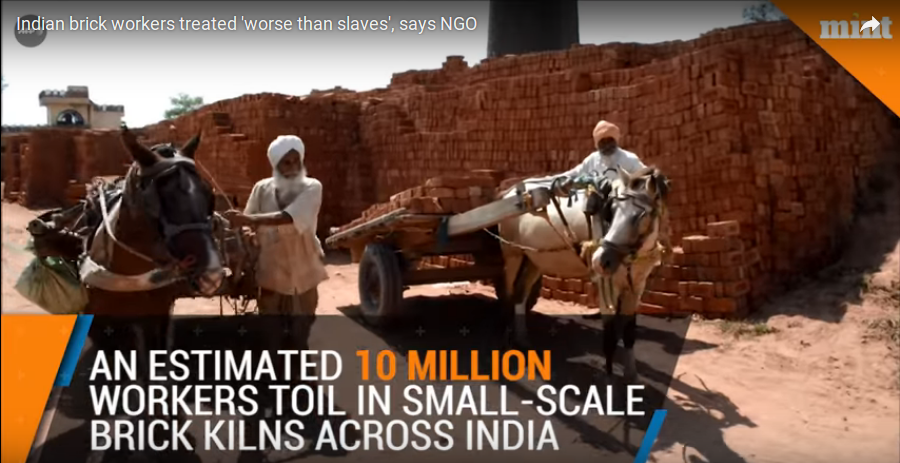 Indian brick workers treated 'worse than slaves', says NGO
mint
AN ESTIMATED 10 MILLION
WORKERS TOIL IN SMALL-SCALE
BRICK KILNS ACROSS INDIA